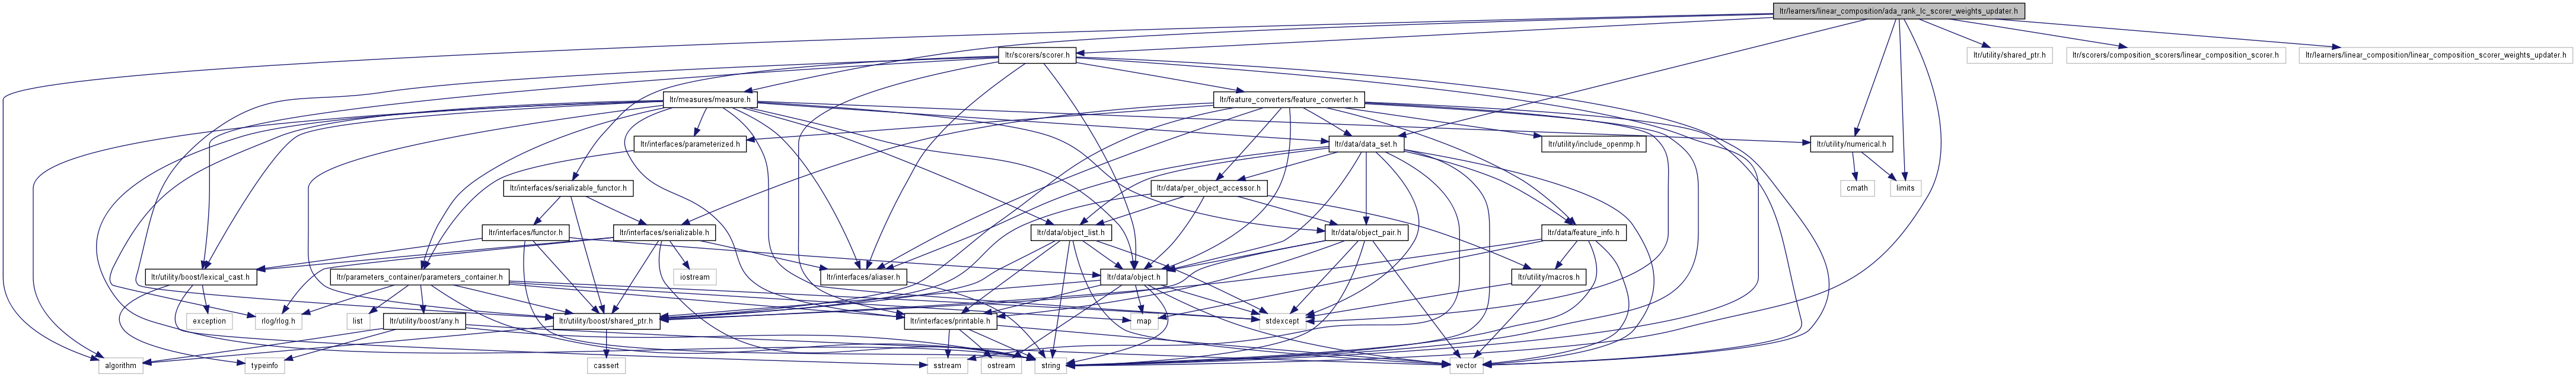 ltr/learners/linear_composition/ada_rank_lc_scorer_weights_updater.h
ltr/scorers/scorer.h
ltr/utility/shared_ptr.h
ltr/scorers/composition_scorers/linear_composition_scorer.h
ltr/learners/linear_composition/linear_composition_scorer_weights_updater.h
ltr/measures/measure.h
ltr/feature_converters/feature_converter.h
ltr/interfaces/parameterized.h
ltr/data/data_set.h
ltr/utility/include_openmp.h
ltr/utility/numerical.h
ltr/interfaces/serializable_functor.h
ltr/data/per_object_accessor.h
cmath
limits
ltr/interfaces/functor.h
ltr/interfaces/serializable.h
ltr/data/object_list.h
ltr/data/object_pair.h
ltr/data/feature_info.h
ltr/utility/boost/lexical_cast.h
ltr/parameters_container/parameters_container.h
iostream
ltr/interfaces/aliaser.h
ltr/data/object.h
ltr/utility/macros.h
exception
rlog/rlog.h
list
ltr/utility/boost/any.h
ltr/utility/boost/shared_ptr.h
ltr/interfaces/printable.h
map
stdexcept
algorithm
typeinfo
cassert
sstream
ostream
string
vector